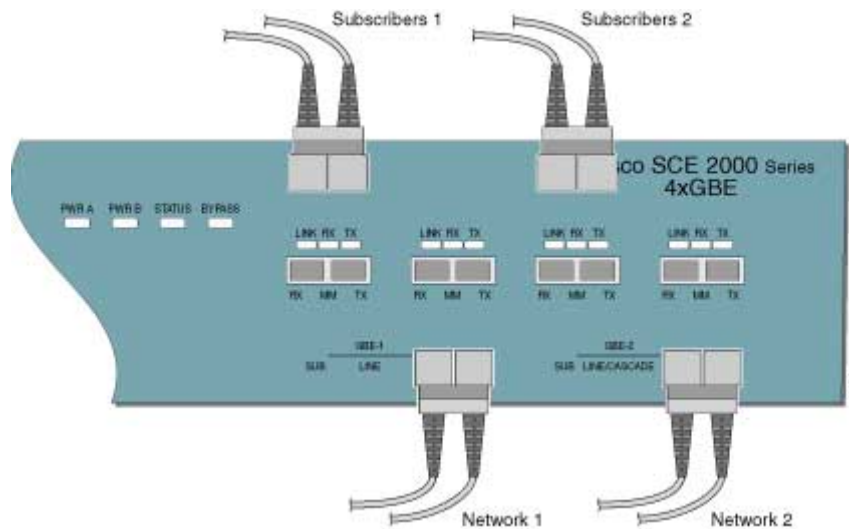 Subscribers 1 Subscribers 2
sco SCE 2000 Series
4xGBE
PWR A PWR B STATUS BYPASS
LINK RX TX LINK RX TX LINK RX TX LINK RX TX
RX MM TX RX MM TX RX MM TX RX MM TX
GBE-1 GBE-2
SUB LINE SUB LINE/CASCADE
Network 1 Network 2